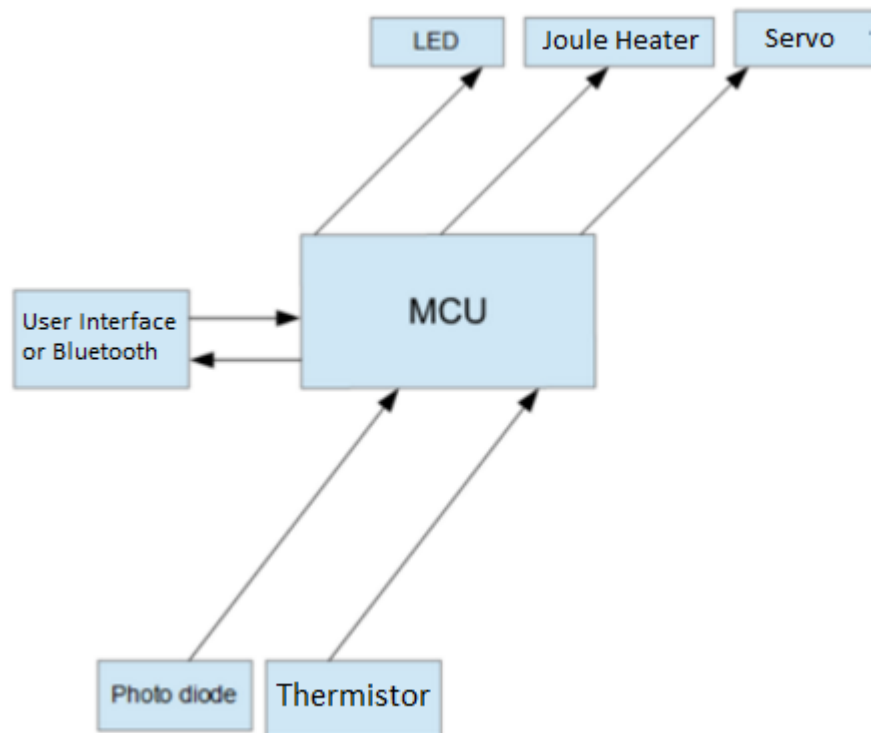 LED
Joule Heater
Servo
MCU
User Interface
or Bluetooth
Photo diode
Thermistor